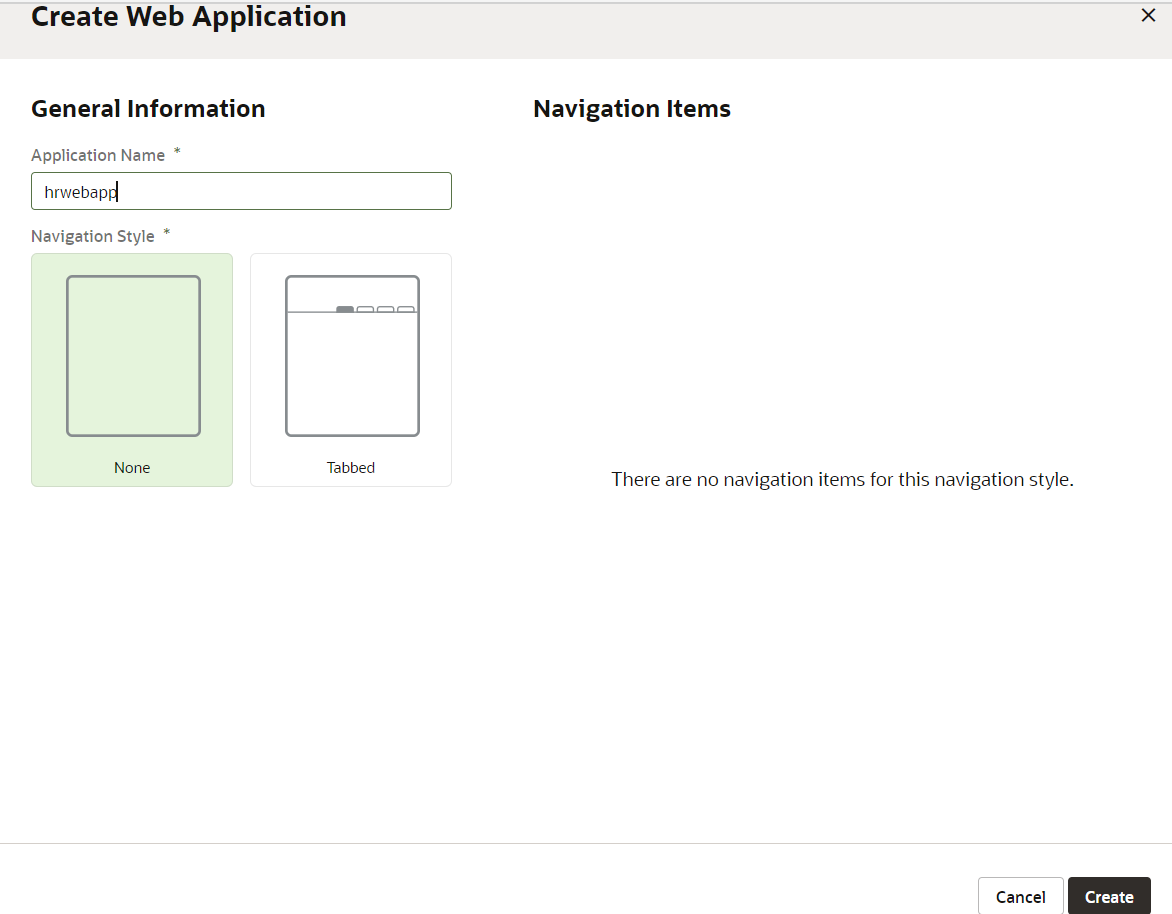 Create Web Application
General Information
Application Name *
hrwebapp
Navigation Style *
None
Tabbed
Navigation Items
There are no navigation items for this navigation style.
Cancel
Create